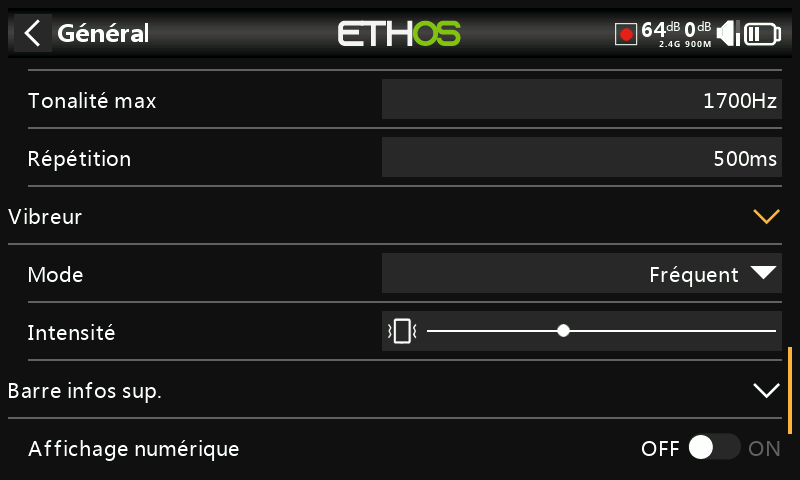 Général
ETHOS
64dB 0dB
2.4G 900M
Tonalité max
1700Hz
Répétition
500ms
Vibreur
Mode
Fréquent
Intensité
Barre infos sup.
Affichage numérique
OFF ON